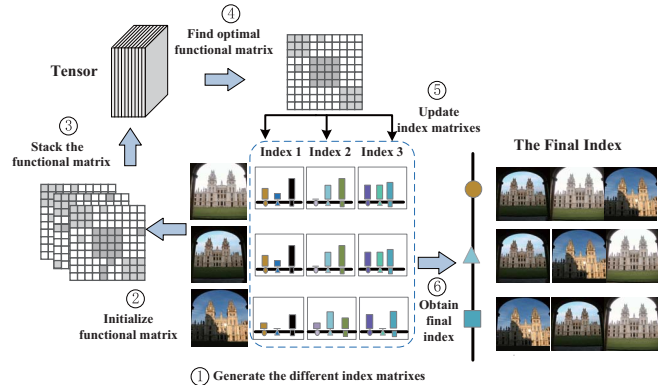 ④
Find optimal
functional matrix
Tensor
⑤
Update
index matrixes
③
Stack the
functional matrix
The Final Index
Index 1 Index 2 Index 3
②
Initialize
functional matrix
⑥
Obtain
final
index
① Generate the different index matrixes